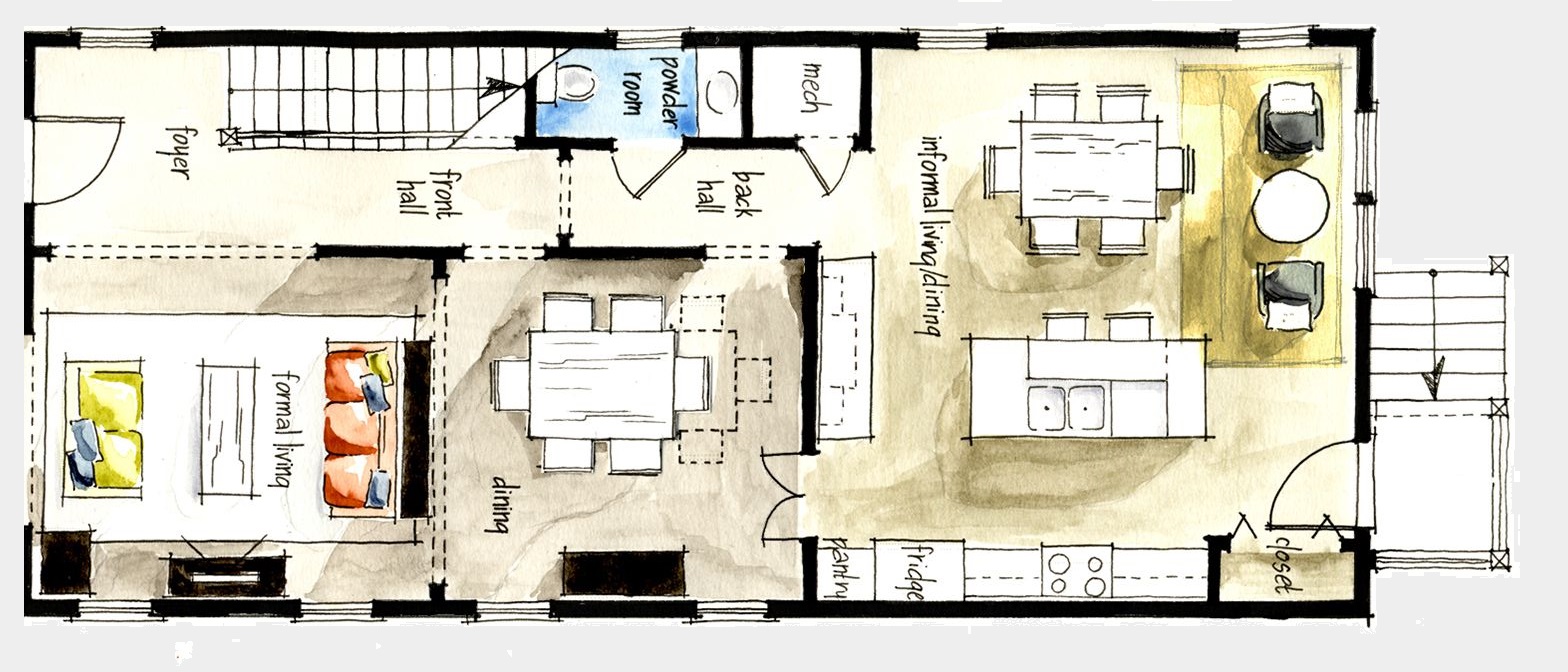 foyer
front
hall
powder
room
back
hall
mech
informal living/dining
formal living
dining
pantry
fridge
closet